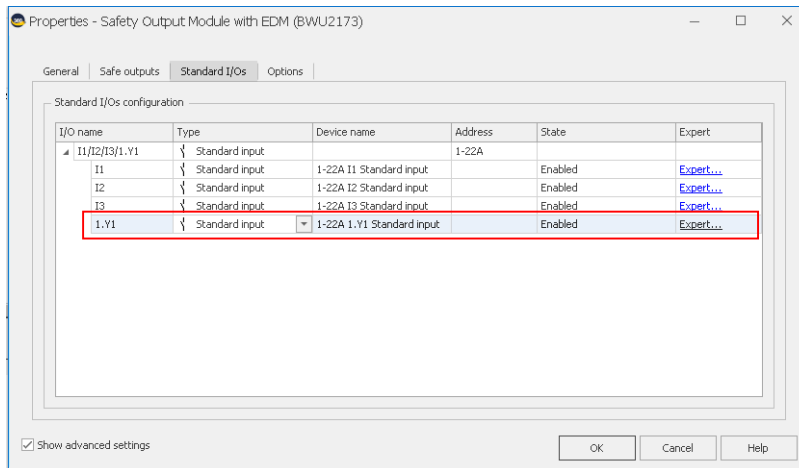 Properties - Safety Output Module with EDM (BWU2173)
General Safe outputs Standard I/Os Options
Standard I/Os configuration
I/O name Type Device name Address State Expert
I1/I2/I3/1.Y1 Standard input 1-22A
I1 Standard input 1-22A I1 Standard input Enabled Expert...
I2 Standard input 1-22A I2 Standard input Enabled Expert...
I3 Standard input 1-22A I3 Standard input Enabled Expert...
1.Y1 Standard input 1-22A 1.Y1 Standard input Enabled Expert...
Show advanced settings OK Cancel Help